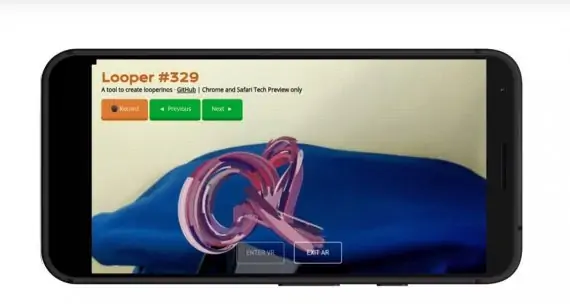 Looper #329
A tool to create looperinos - GitHub | Chrome and Safari Tech Preview only
Record
◄ Previous
Next ►
ENTER VR
EXIT AR